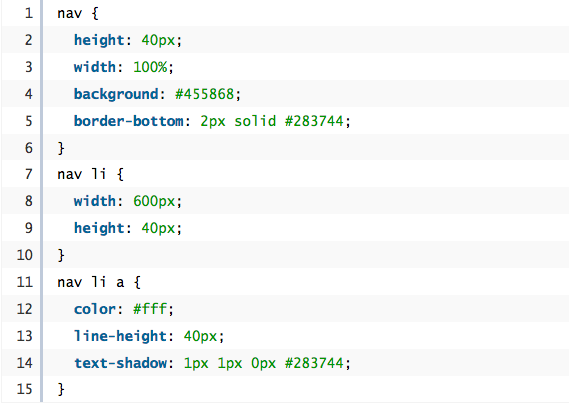 1 nav {
2 height: 40px;
3 width: 100%;
4 background: #455868;
5 border-bottom: 2px solid #283744;
6 }
7 nav li {
8 width: 600px;
9 height: 40px;
10 }
11 nav li a {
12 color: #fff;
13 line-height: 40px;
14 text-shadow: 1px 1px 0px #283744;
15 }